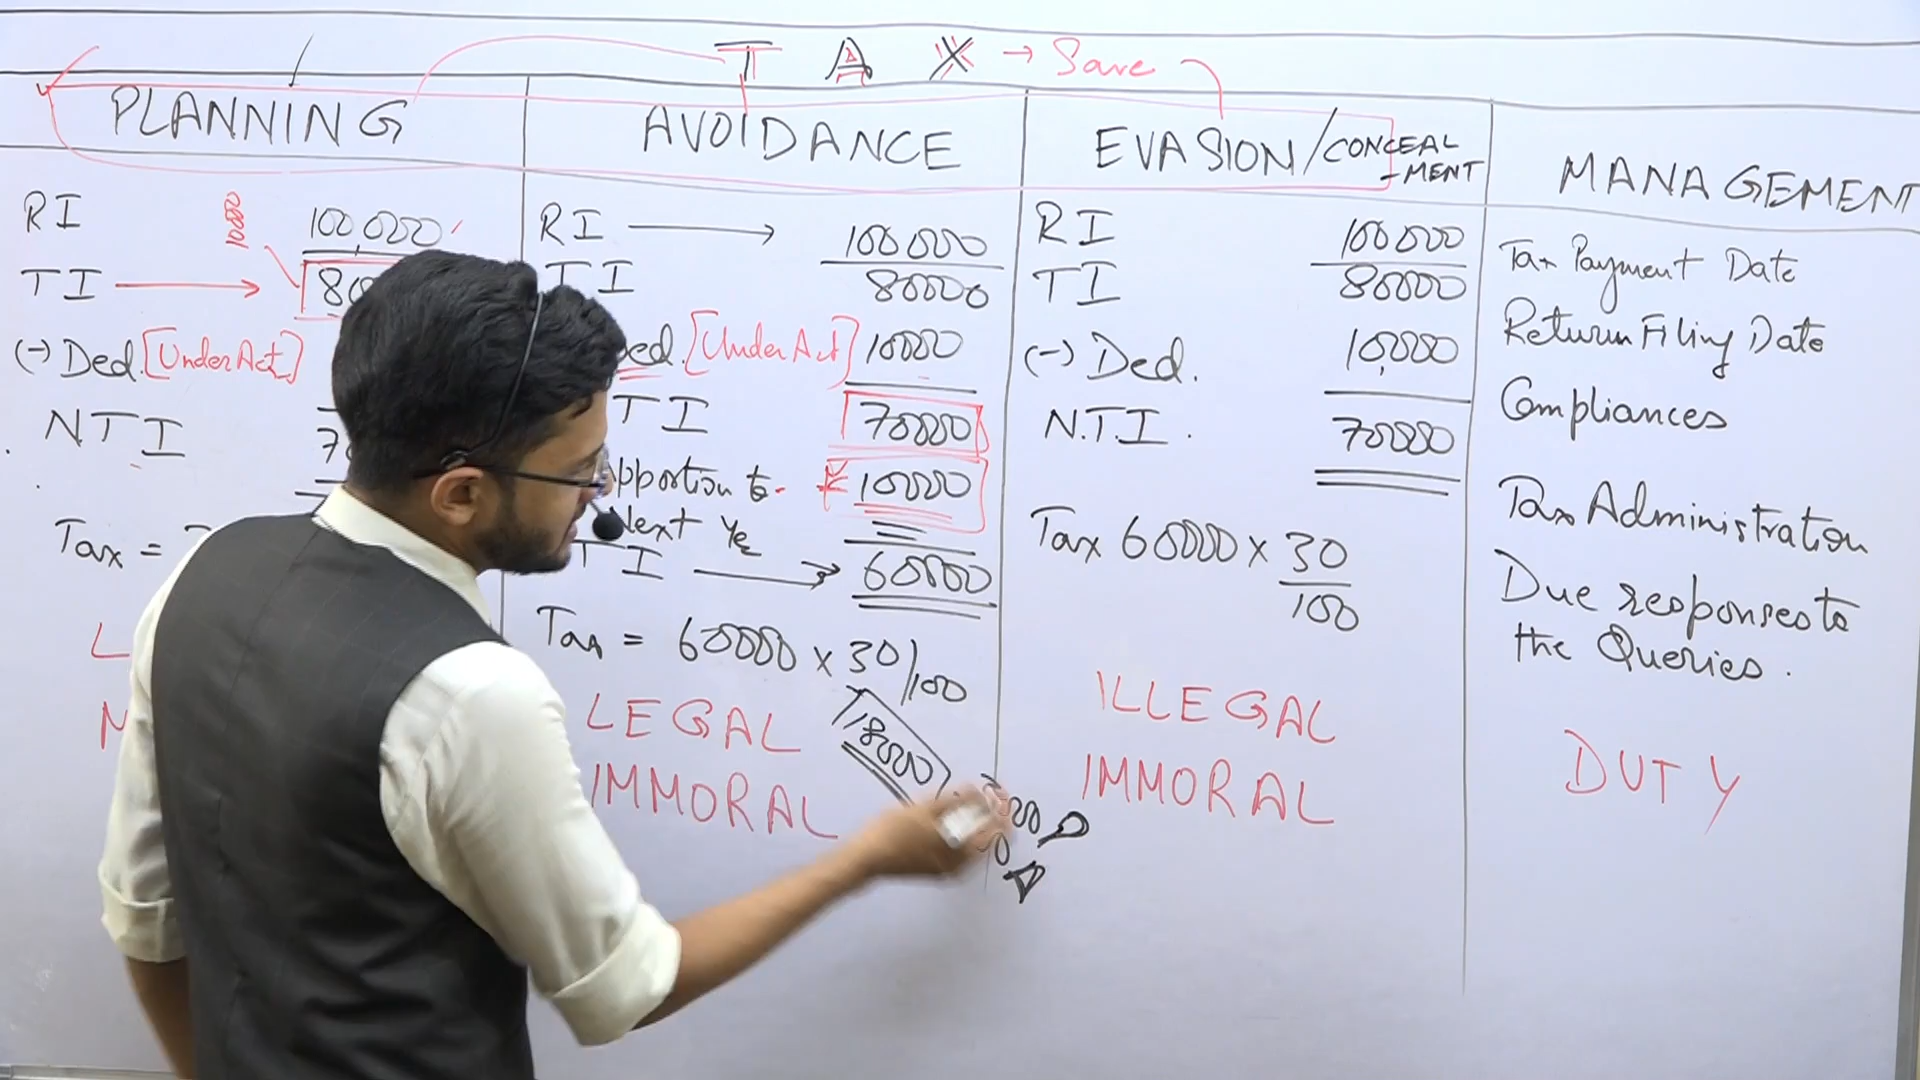 T A X → Save
PLANNING
RI 100,000
10000
TI
(-) Ded. [Under Act]
NTI
Tax =
AVOIDANCE
RI → 100000
TI 80000
[Under Act] 10000
TI 70000
10000
Next Yr
TI → 60000
Tax = 60000 x 30/100
18000
LEGAL
IMMORAL
EVASION/CONCEAL
-MENT
RI 100000
TI 80000
(-) Ded. 10,000
N.T.I. 70000
Tax 60000 x 30
100
ILLEGAL
IMMORAL
MANAGEMENT
Tax Payment Date
Return Filing Date
Compliances
Tax Administration
Due responses to
the Queries.
DUTY